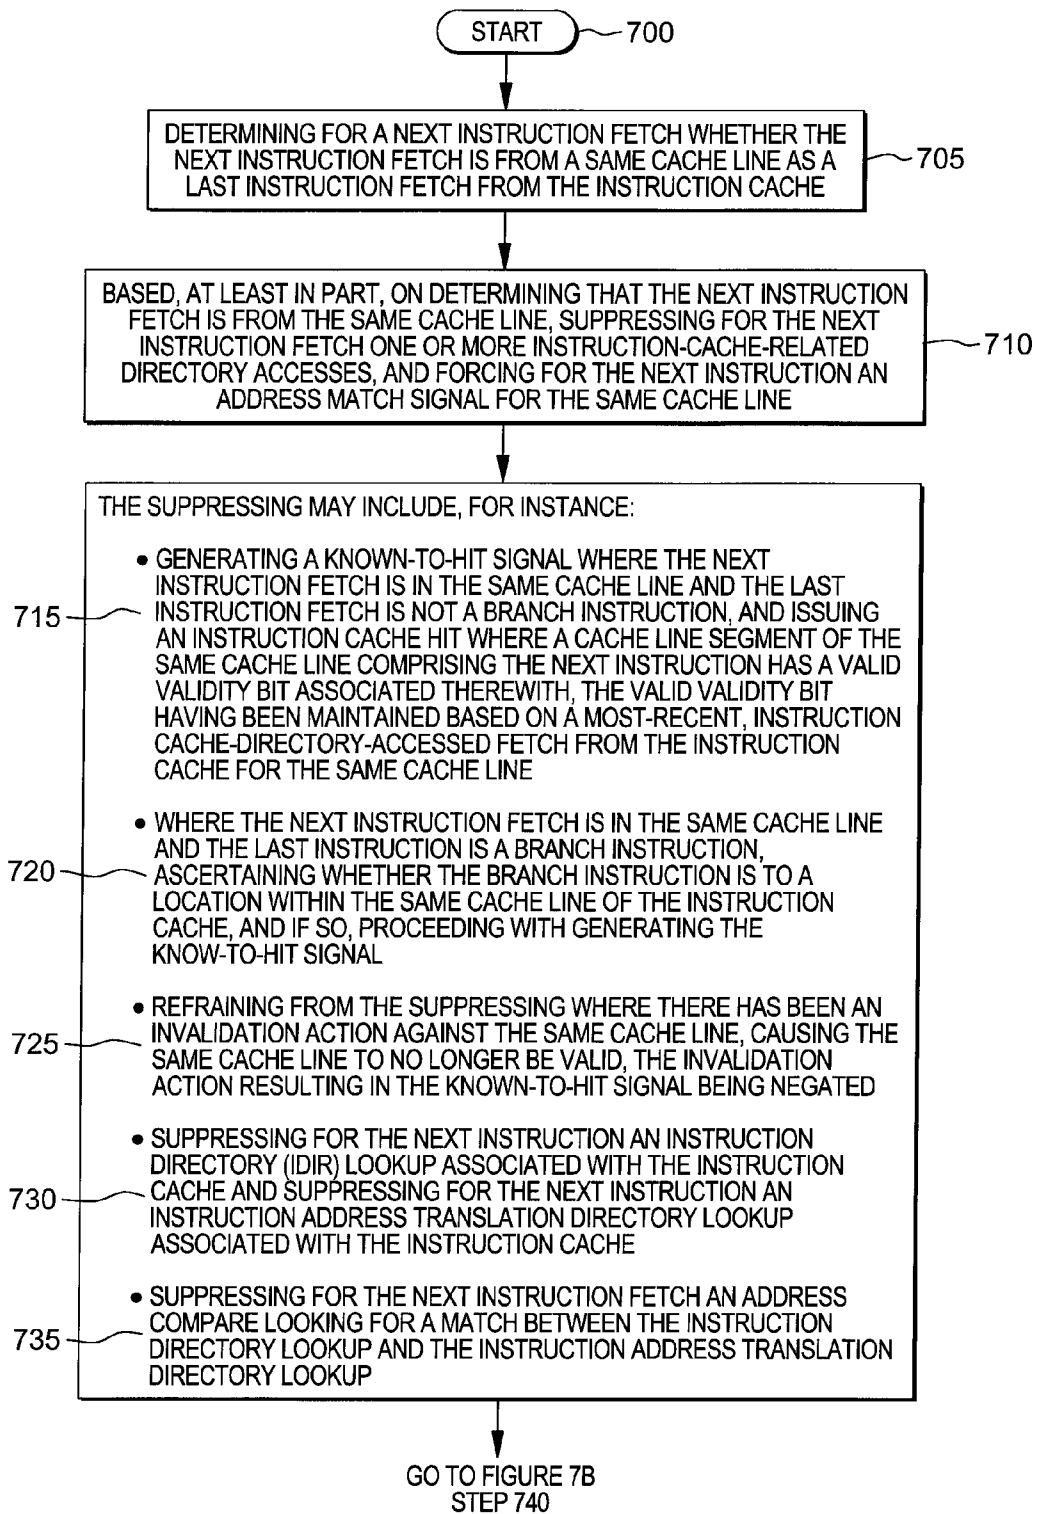 START
700
DETERMINING FOR A NEXT INSTRUCTION FETCH WHETHER THE
NEXT INSTRUCTION FETCH IS FROM A SAME CACHE LINE AS A
LAST INSTRUCTION FETCH FROM THE INSTRUCTION CACHE
705
BASED, AT LEAST IN PART, ON DETERMINING THAT THE NEXT INSTRUCTION
FETCH IS FROM THE SAME CACHE LINE, SUPPRESSING FOR THE NEXT
INSTRUCTION FETCH ONE OR MORE INSTRUCTION-CACHE-RELATED
DIRECTORY ACCESSES, AND FORCING FOR THE NEXT INSTRUCTION AN
ADDRESS MATCH SIGNAL FOR THE SAME CACHE LINE
710
THE SUPPRESSING MAY INCLUDE, FOR INSTANCE:
• GENERATING A KNOWN-TO-HIT SIGNAL WHERE THE NEXT
INSTRUCTION FETCH IS IN THE SAME CACHE LINE AND THE LAST
INSTRUCTION FETCH IS NOT A BRANCH INSTRUCTION, AND ISSUING
AN INSTRUCTION CACHE HIT WHERE A CACHE LINE SEGMENT OF THE
SAME CACHE LINE COMPRISING THE NEXT INSTRUCTION HAS A VALID
VALIDITY BIT ASSOCIATED THEREWITH, THE VALID VALIDITY BIT
HAVING BEEN MAINTAINED BASED ON A MOST-RECENT, INSTRUCTION
CACHE-DIRECTORY-ACCESSED FETCH FROM THE INSTRUCTION
CACHE FOR THE SAME CACHE LINE
715
• WHERE THE NEXT INSTRUCTION FETCH IS IN THE SAME CACHE LINE
AND THE LAST INSTRUCTION IS A BRANCH INSTRUCTION,
ASCERTAINING WHETHER THE BRANCH INSTRUCTION IS TO A
LOCATION WITHIN THE SAME CACHE LINE OF THE INSTRUCTION
CACHE, AND IF SO, PROCEEDING WITH GENERATING THE
KNOW-TO-HIT SIGNAL
720
• REFRAINING FROM THE SUPPRESSING WHERE THERE HAS BEEN AN
INVALIDATION ACTION AGAINST THE SAME CACHE LINE, CAUSING THE
SAME CACHE LINE TO NO LONGER BE VALID, THE INVALIDATION
ACTION RESULTING IN THE KNOWN-TO-HIT SIGNAL BEING NEGATED
725
• SUPPRESSING FOR THE NEXT INSTRUCTION AN INSTRUCTION
DIRECTORY (IDIR) LOOKUP ASSOCIATED WITH THE INSTRUCTION
CACHE AND SUPPRESSING FOR THE NEXT INSTRUCTION AN
INSTRUCTION ADDRESS TRANSLATION DIRECTORY LOOKUP
ASSOCIATED WITH THE INSTRUCTION CACHE
730
• SUPPRESSING FOR THE NEXT INSTRUCTION FETCH AN ADDRESS
COMPARE LOOKING FOR A MATCH BETWEEN THE INSTRUCTION
DIRECTORY LOOKUP AND THE INSTRUCTION ADDRESS TRANSLATION
DIRECTORY LOOKUP
735
GO TO FIGURE 7B
STEP 740